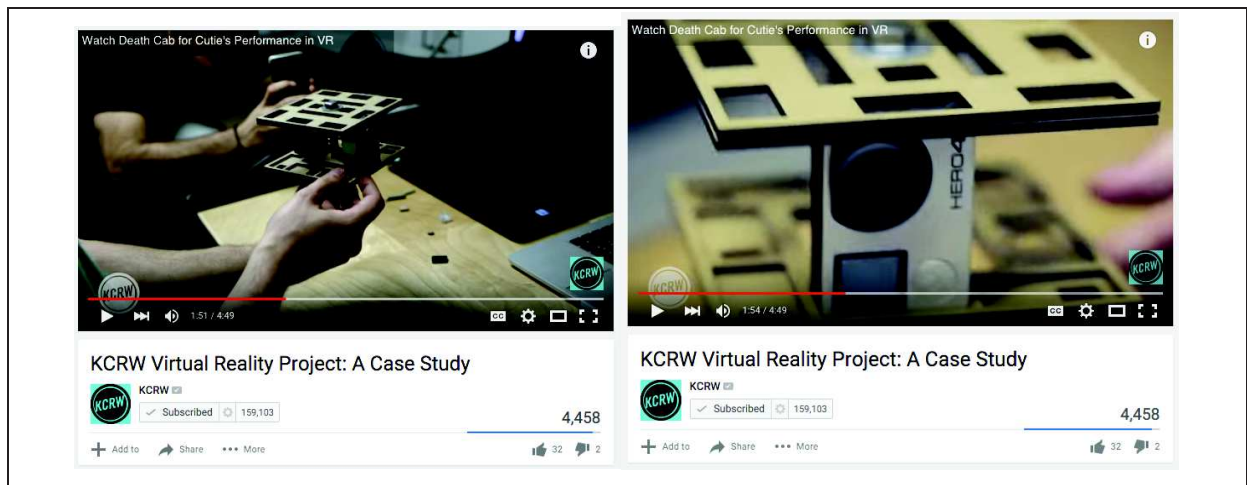 Watch Death Cab for Cutie's Performance in VR
KCRW
KCRW
1:51 / 4:49
CC
KCRW Virtual Reality Project: A Case Study
KCRW
KCRW
Subscribed 159,103
4,458
Add to Share More 32 2
Watch Death Cab for Cutie's Performance in VR
HERO4
KCRW
KCRW
1:54 / 4:49
CC
KCRW Virtual Reality Project: A Case Study
KCRW
KCRW
Subscribed 159,103
4,458
Add to Share More 32 2